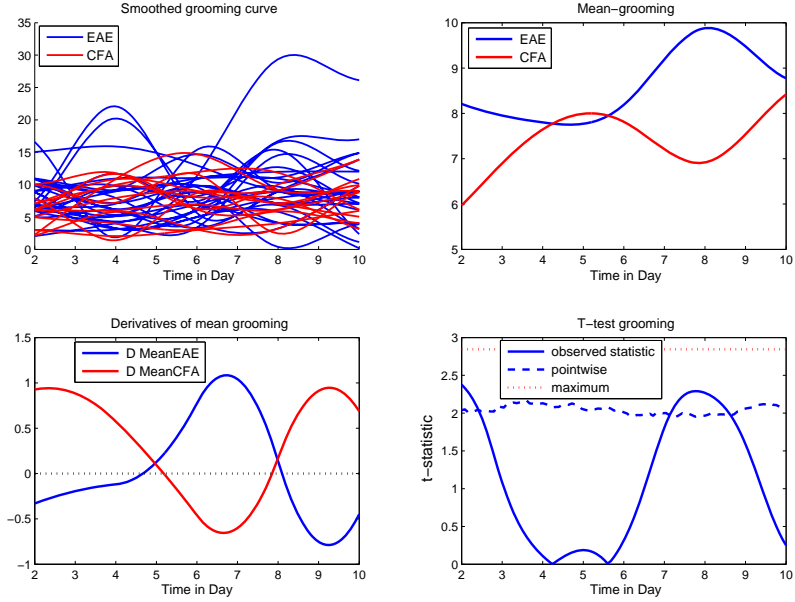 Smoothed grooming curve
35
30
25
20
15
10
5
0
EAE
CFA
2 3 4 5 6 7 8 9 10
Time in Day
Mean−grooming
10
9
8
7
6
5
EAE
CFA
2 3 4 5 6 7 8 9 10
Time in Day
Derivatives of mean grooming
1.5
1
0.5
0
−0.5
−1
D MeanEAE
D MeanCFA
2 3 4 5 6 7 8 9 10
Time in Day
T−test grooming
3
2.5
2
1.5
1
0.5
0
t−statistic
observed statistic
pointwise
maximum
2 3 4 5 6 7 8 9 10
Time in Day